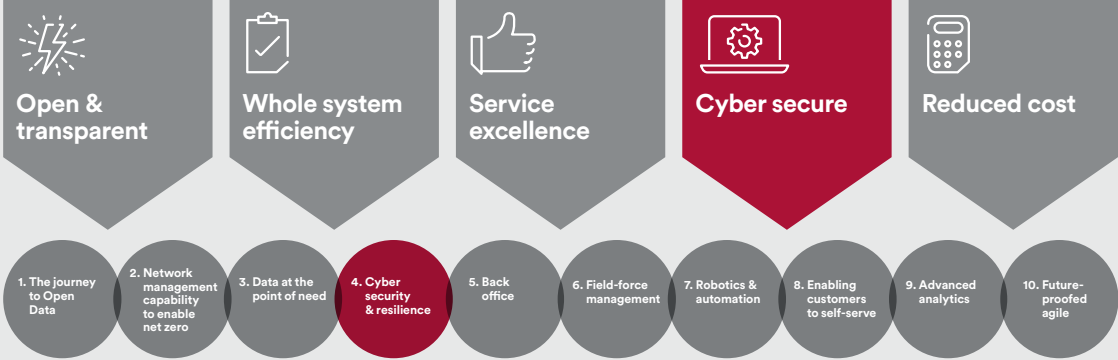 Open &
transparent
Whole system
efficiency
Service
excellence
Cyber secure
Reduced cost
1. The journey
to Open
Data
2. Network
management
capability
to enable
net zero
3. Data at the
point of need
4. Cyber
security
& resilience
5. Back
office
6. Field-force
management
7. Robotics &
automation
8. Enabling
customers
to self-serve
9. Advanced
analytics
10. Future-
proofed
agile